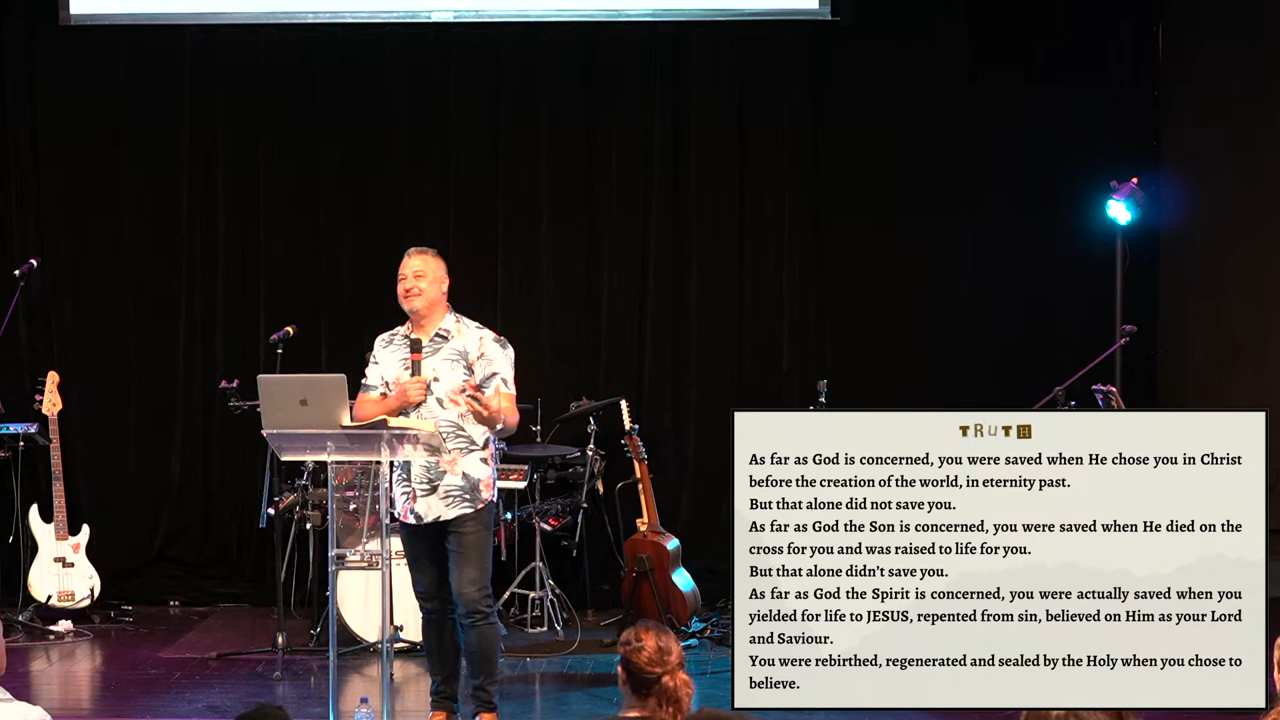 TRUTH
As far as God is concerned, you were saved when He chose you in Christ
before the creation of the world, in eternity past.
But that alone did not save you.
As far as God the Son is concerned, you were saved when He died on the
cross for you and was raised to life for you.
But that alone didn't save you.
As far as God the Spirit is concerned, you were actually saved when you
yielded for life to JESUS, repented from sin, believed on Him as your Lord
and Saviour.
You were rebirthed, regenerated and sealed by the Holy when you chose to
believe.